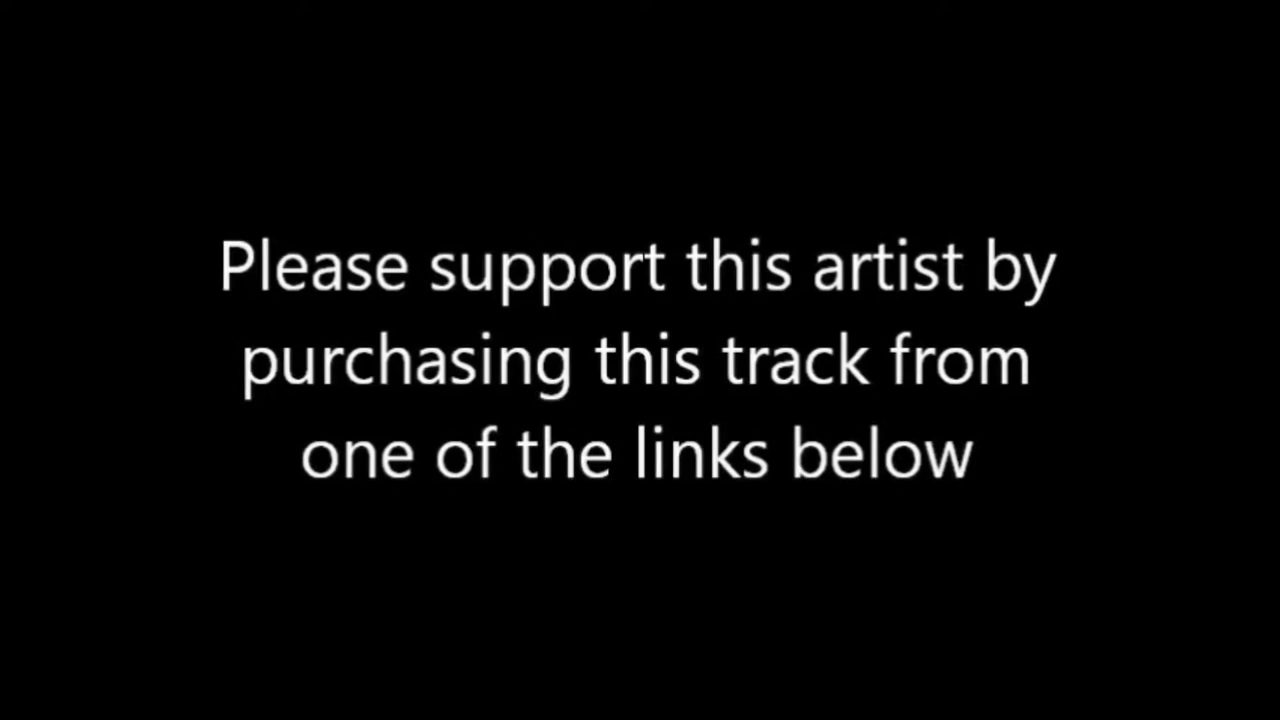 Please support this artist by
purchasing this track from
one of the links below